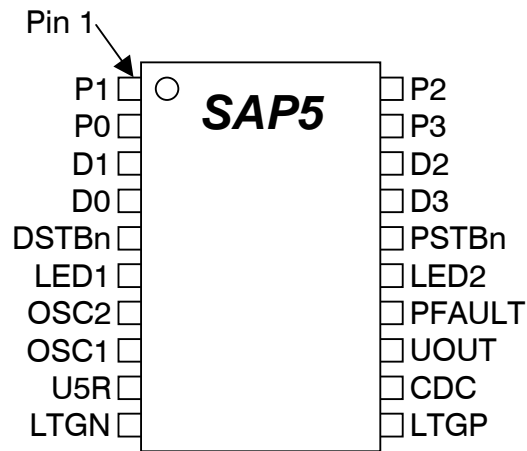 Pin 1
SAP5
P1 P2
P0 P3
D1 D2
D0 D3
DSTBn PSTBn
LED1 LED2
OSC2 PFAULT
OSC1 UOUT
U5R CDC
LTGN LTGP